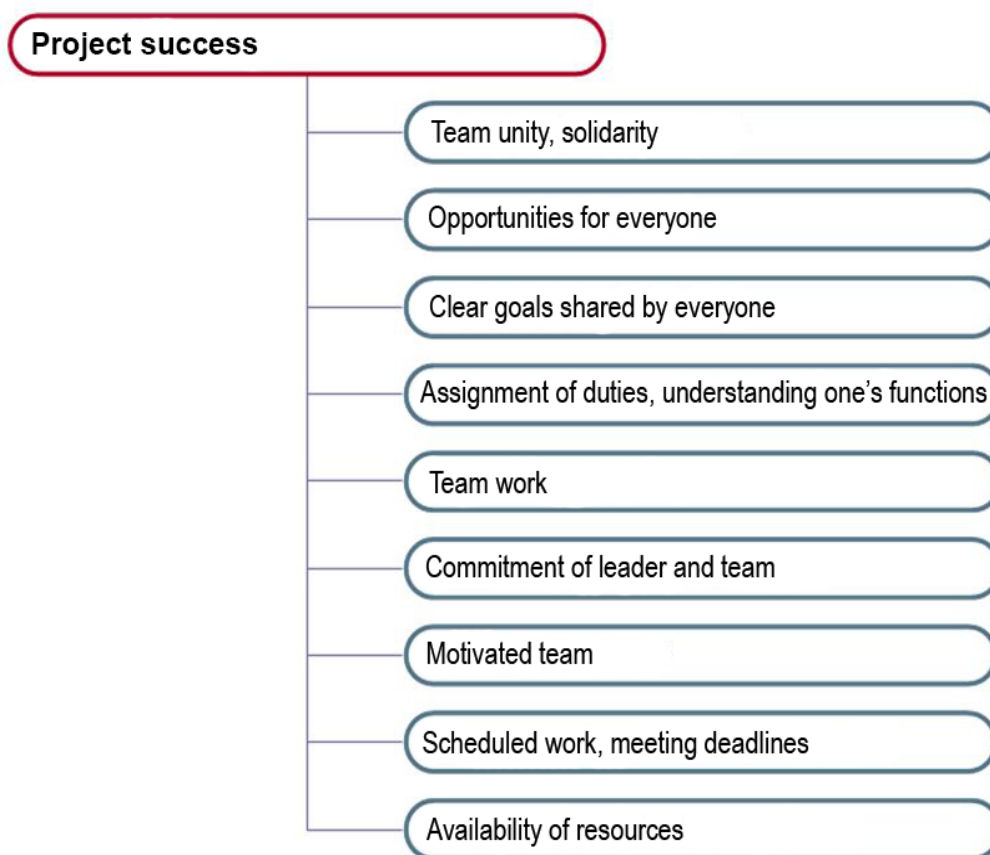 Project success
Team unity, solidarity
Opportunities for everyone
Clear goals shared by everyone
Assignment of duties, understanding one’s functions
Team work
Commitment of leader and team
Motivated team
Scheduled work, meeting deadlines
Availability of resources